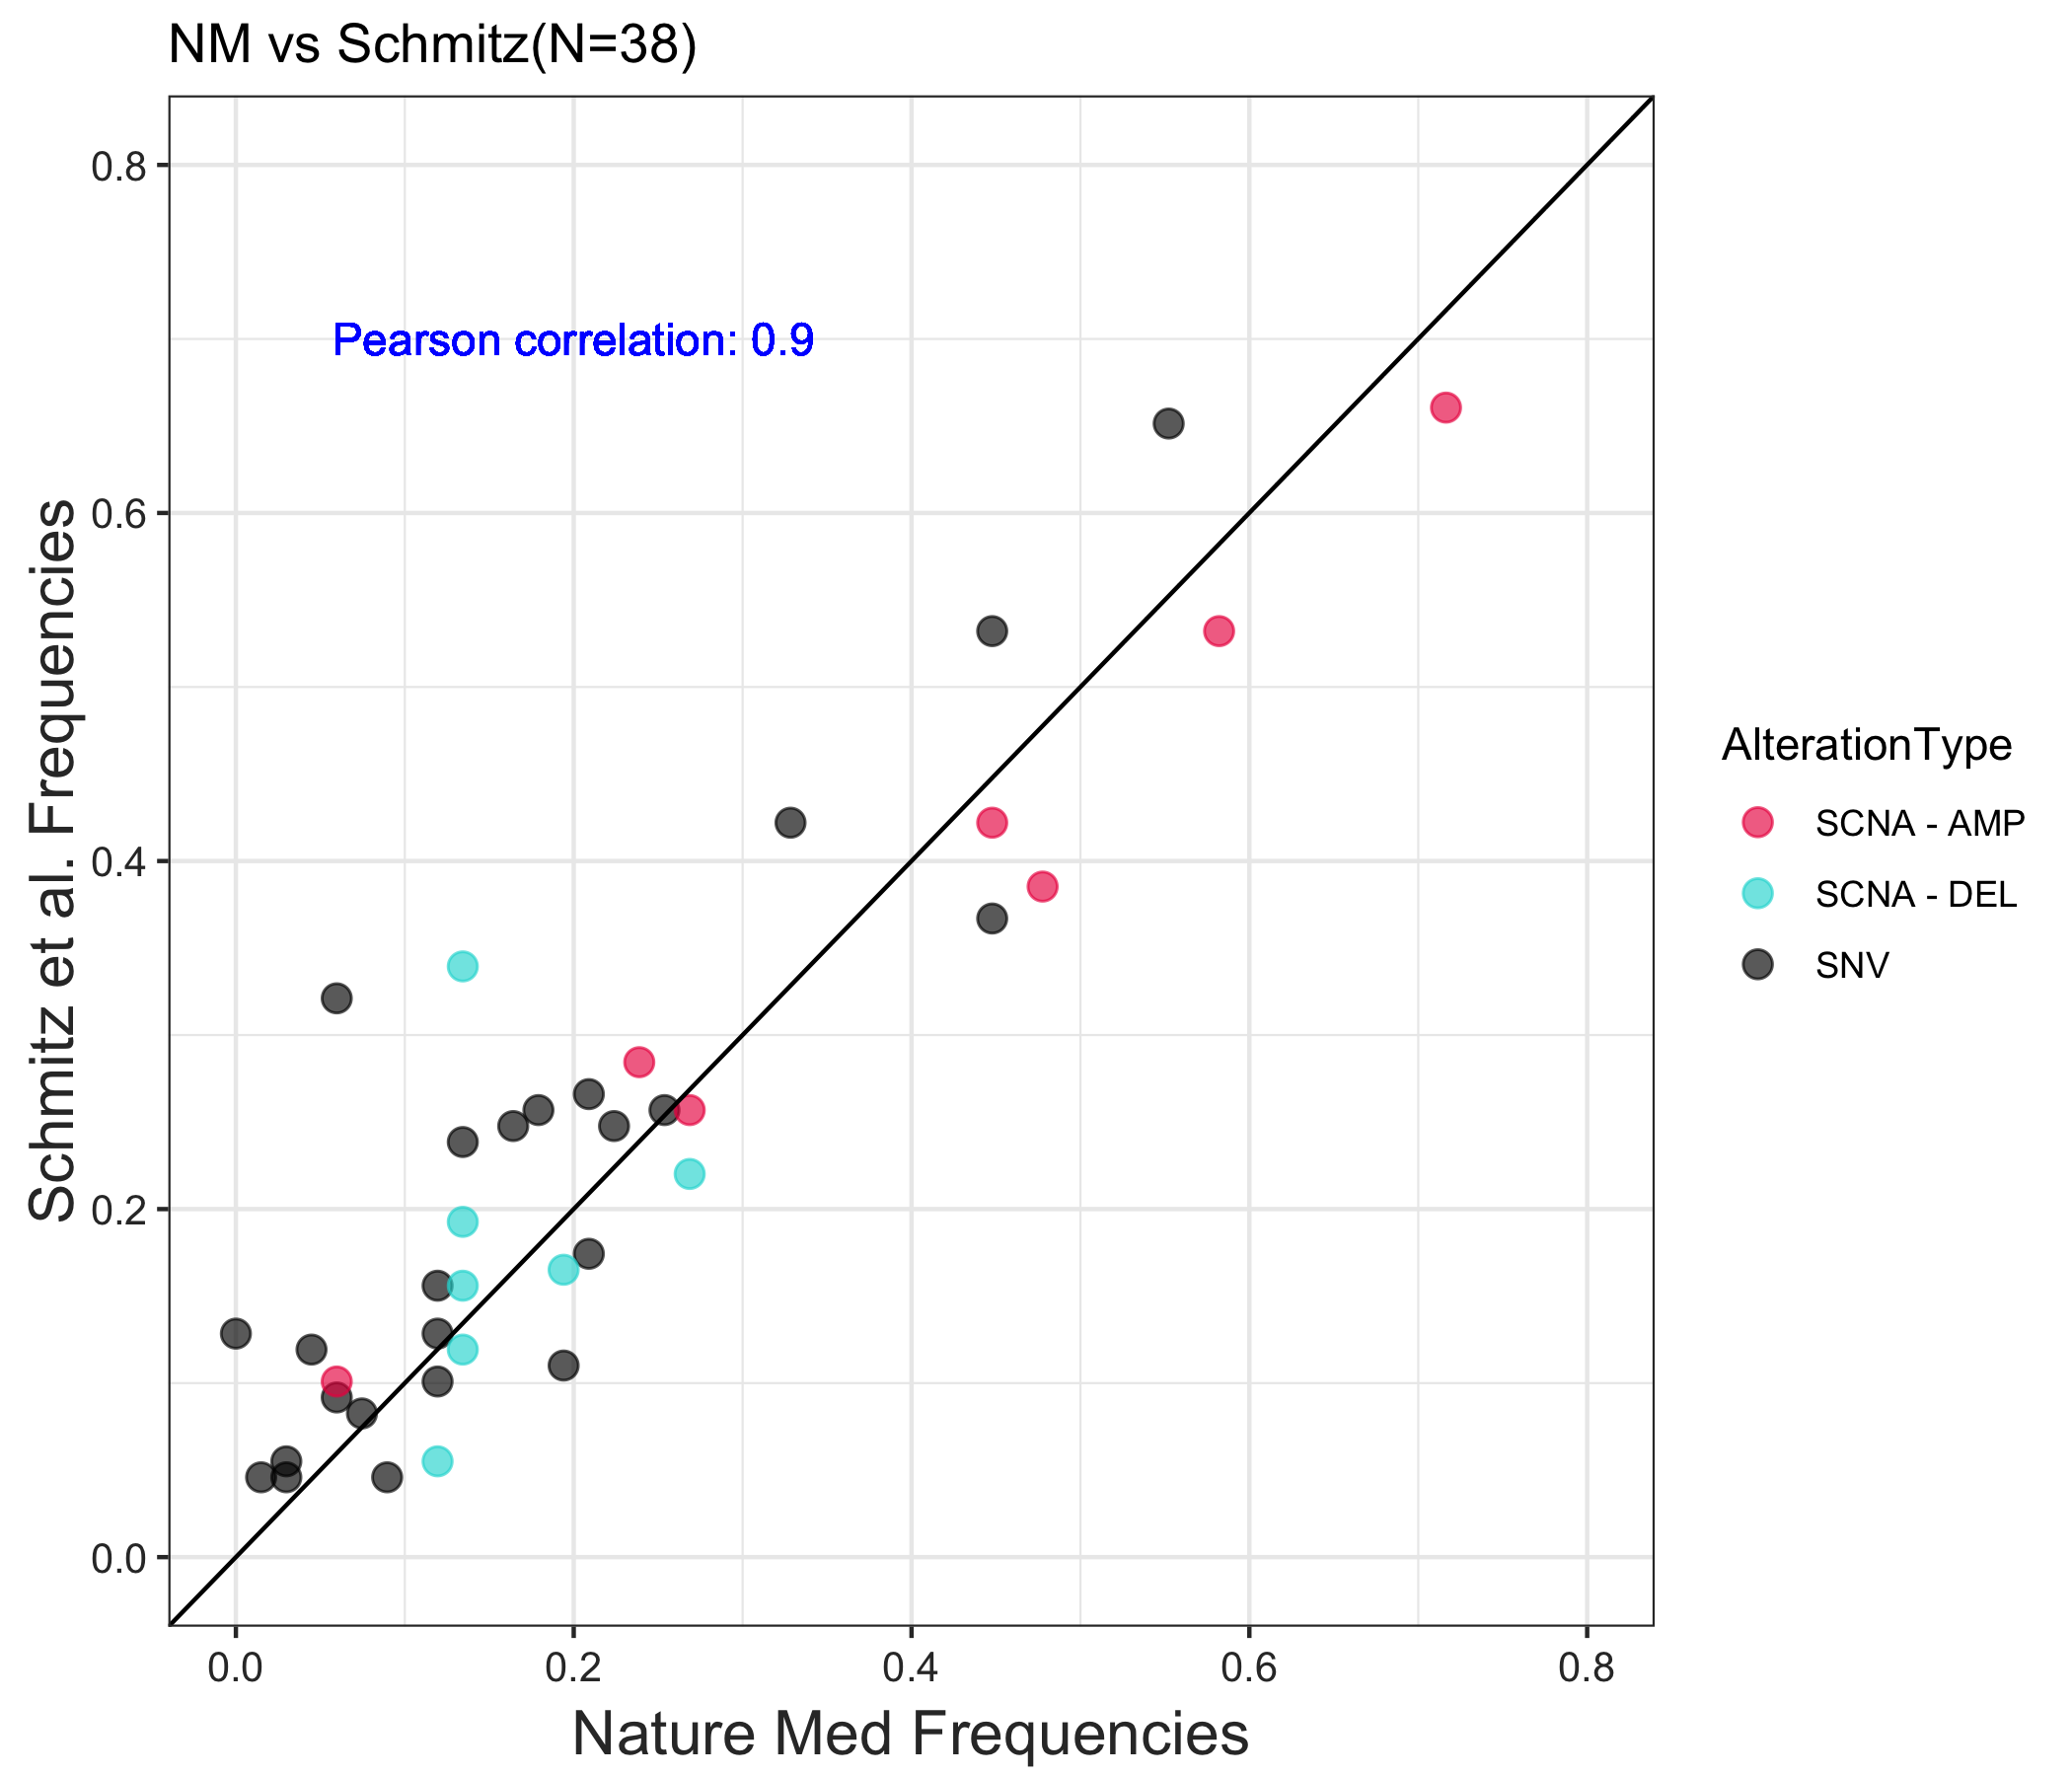 NM vs Schmitz(N=38)
Pearson correlation: 0.9
Schmitz et al. Frequencies
0.8
0.6
0.4
0.2
0.0
0.0 0.2 0.4 0.6 0.8
Nature Med Frequencies
AlterationType
SCNA - AMP
SCNA - DEL
SNV